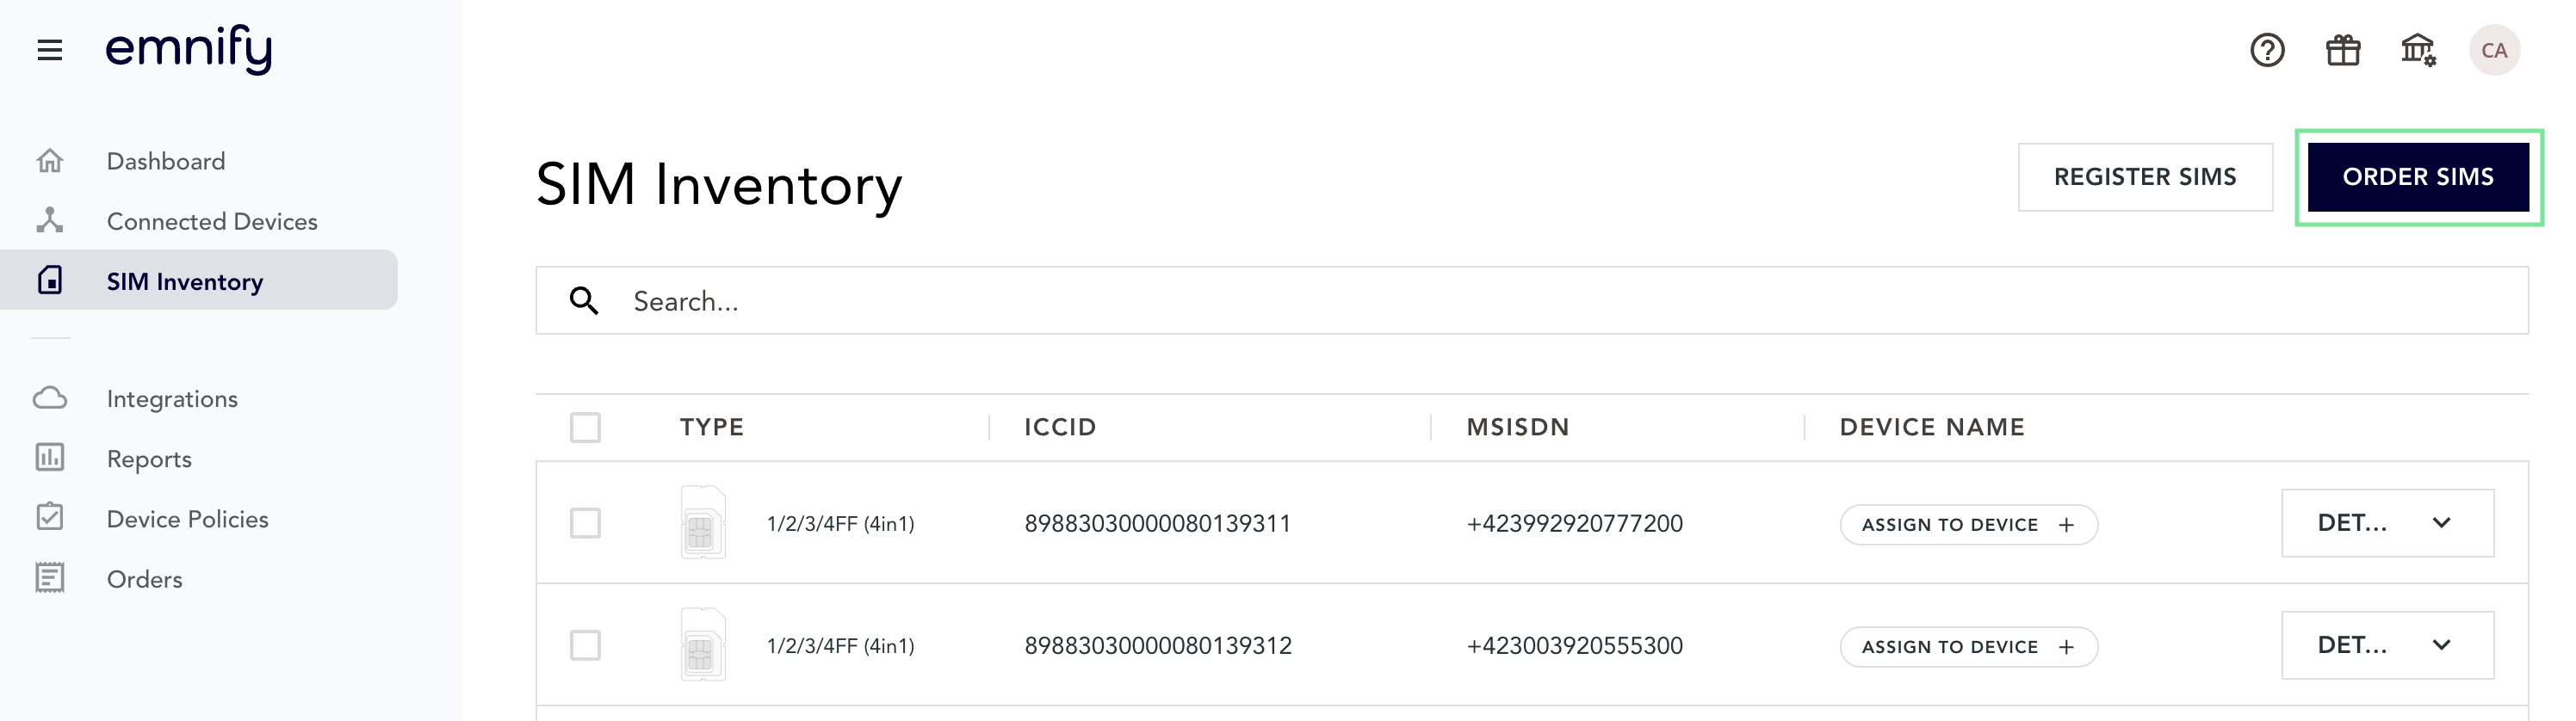 emnify
CA
Dashboard
Connected Devices
SIM Inventory
Integrations
Reports
Device Policies
Orders
SIM Inventory
REGISTER SIMS
ORDER SIMS
Search...
TYPE ICCID MSISDN DEVICE NAME
1/2/3/4FF (4in1) 89883030000080139311 +423992920777200 ASSIGN TO DEVICE + DET...
1/2/3/4FF (4in1) 89883030000080139312 +423003920555300 ASSIGN TO DEVICE + DET...